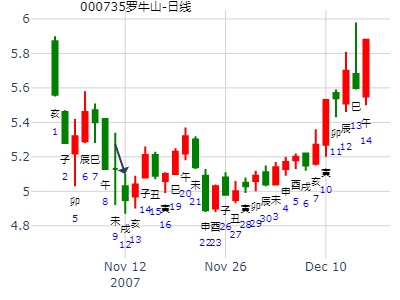 000735罗牛山-日线
6
5.8
5.6
5.4
5.2
5
4.8
亥
1
子
2
卯
5
辰
6
巳
7
午
8
未
9
戌
12
亥
13
子
14
丑
15
寅
16
巳
19
午
20
未
21
申
22
酉
23
子
26
丑
27
寅
28
卯
29
辰
30
未
3
申
4
酉
5
戌
6
亥
7
寅
10
卯
11
辰
12
巳
13
午
14
Nov 12
2007
Nov 26
Dec 10